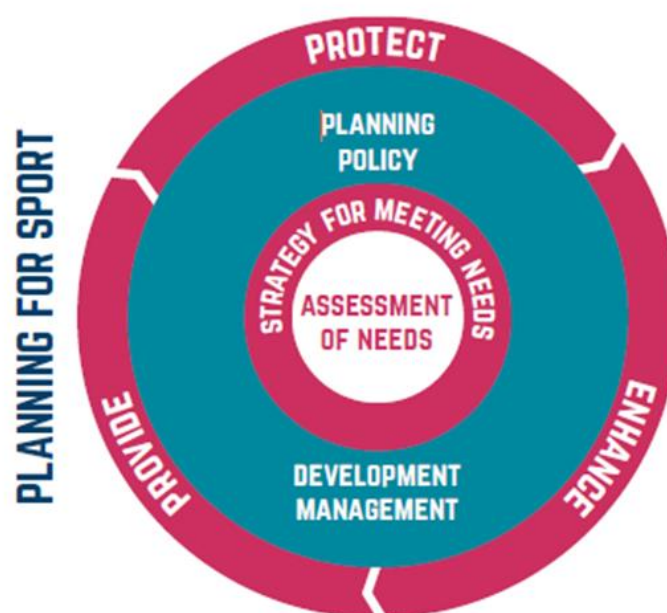 PLANNING FOR SPORT
PROTECT
PLANNING
POLICY
STRATEGY FOR MEETING NEEDS
ASSESSMENT
OF NEEDS
DEVELOPMENT
MANAGEMENT
PROVIDE
ENHANCE